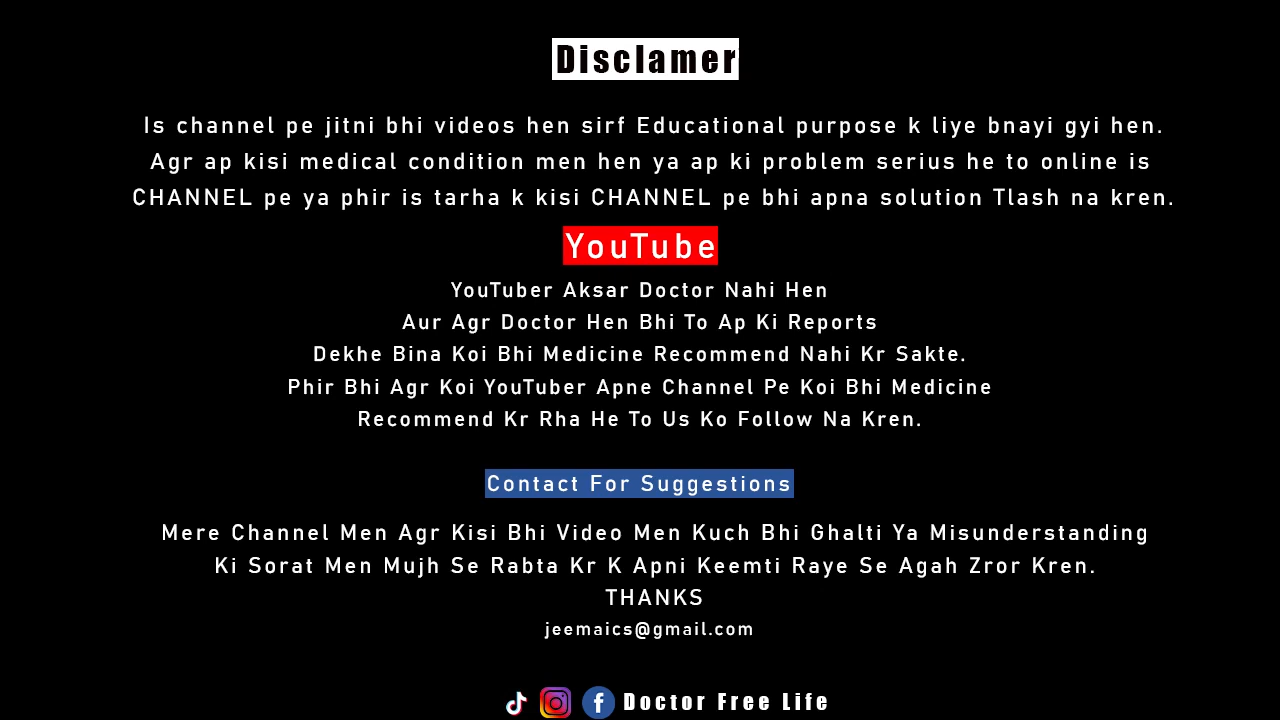 Disclamer
Is channel pe jitni bhi videos hen sirf Educational purpose k liye bnayi gyi hen.
Agr ap kisi medical condition men hen ya ap ki problem serius he to online is
CHANNEL pe ya phir is tarha k kisi CHANNEL pe bhi apna solution Tlash na kren.
YouTube
YouTuber Aksar Doctor Nahi Hen
Aur Agr Doctor Hen Bhi To Ap Ki Reports
Dekhe Bina Koi Bhi Medicine Recommend Nahi Kr Sakte.
Phir Bhi Agr Koi YouTuber Apne Channel Pe Koi Bhi Medicine
Recommend Kr Rha He To Us Ko Follow Na Kren.
Contact For Suggestions
Mere Channel Men Agr Kisi Bhi Video Men Kuch Bhi Ghalti Ya Misunderstanding
Ki Sorat Men Mujh Se Rabta Kr K Apni Keemti Raye Se Agah Zror Kren.
THANKS
jeemaics@gmail.com
Doctor Free Life